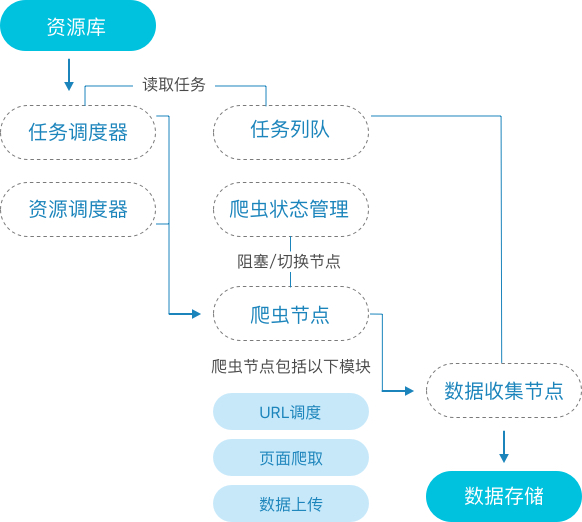 资源库
读取任务
任务调度器
任务列队
资源调度器
爬虫状态管理
阻塞/切换节点
爬虫节点
爬虫节点包括以下模块
数据收集节点
URL调度
页面爬取
数据上传
数据存储